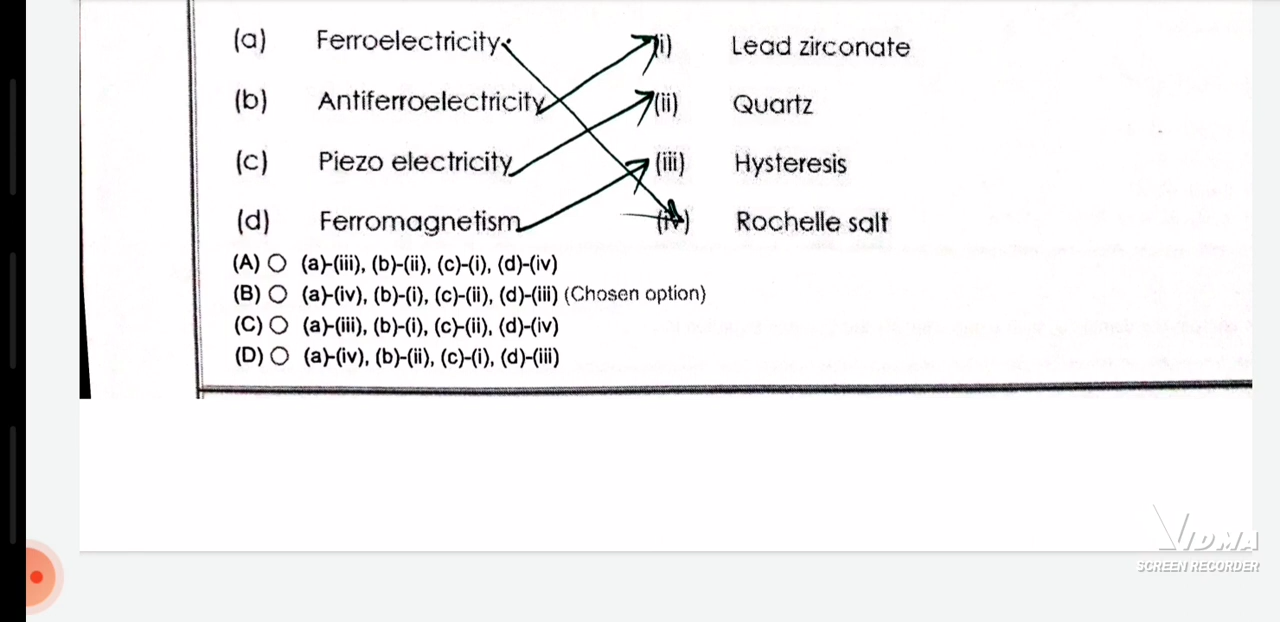 (a) Ferroelectricity (i) Lead zirconate
(b) Antiferroelectricity (ii) Quartz
(c) Piezo electricity (iii) Hysteresis
(d) Ferromagnetism (iv) Rochelle salt
(A) (a)-(iii), (b)-(ii), (c)-(i), (d)-(iv)
(B) (a)-(iv), (b)-(i), (c)-(ii), (d)-(iii) (Chosen option)
(C) (a)-(iii), (b)-(i), (c)-(ii), (d)-(iv)
(D) (a)-(iv), (b)-(ii), (c)-(i), (d)-(iii)
VIDMA
SCREEN RECORDER